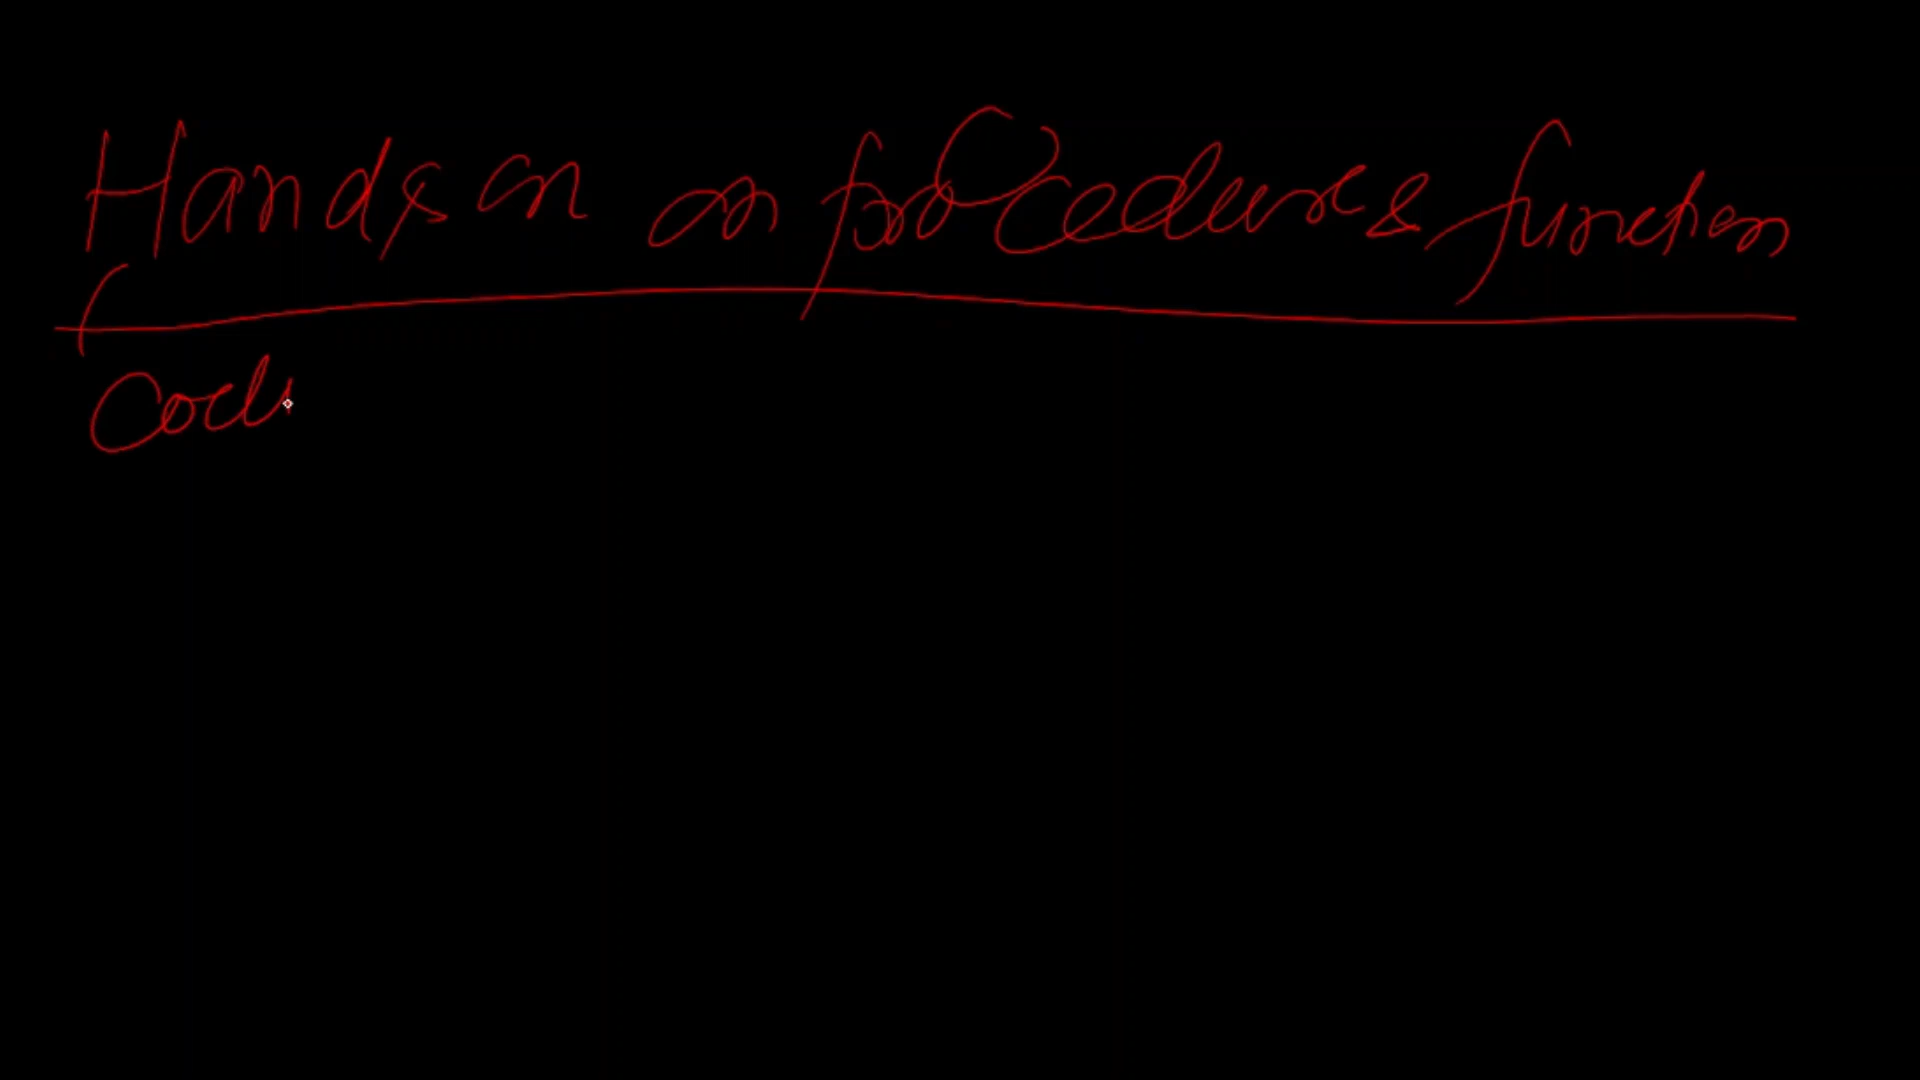 Hands on on procedures & function
Cod